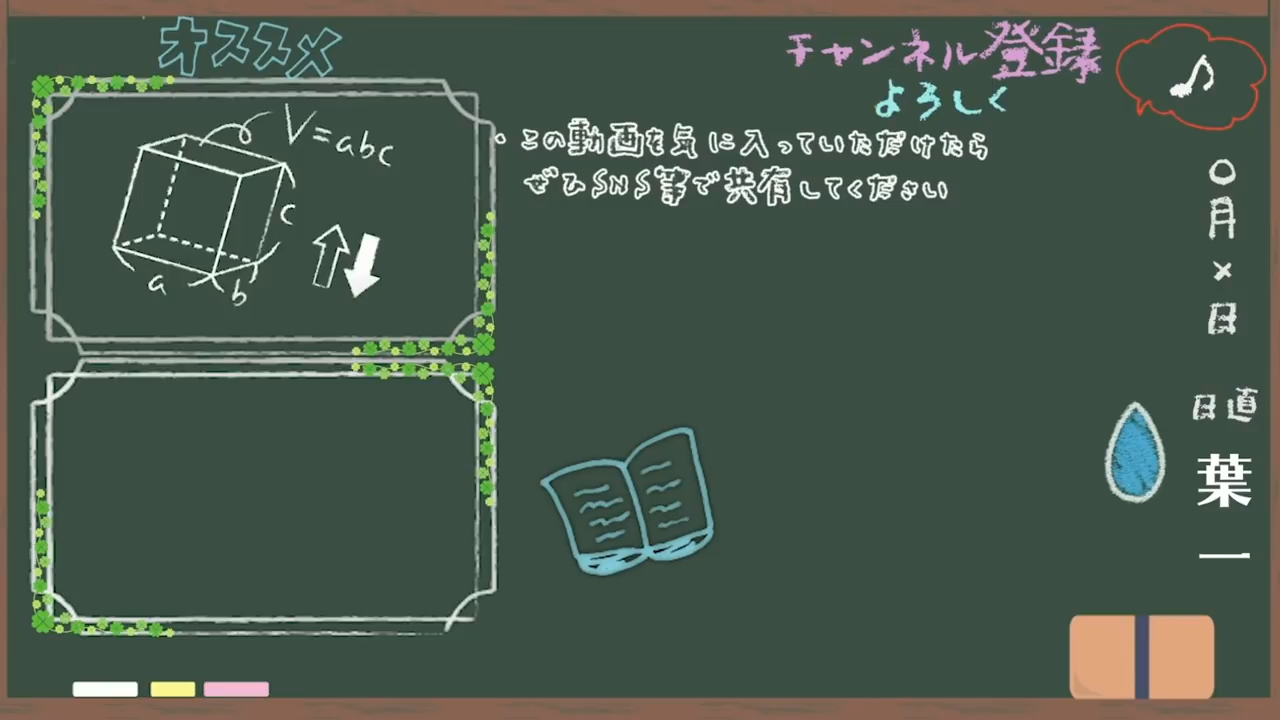 オススメ
V=abc
c
a
b
チャンネル登録
よろしく
・この動画を気に入っていただけたら
ぜひSNS等で共有してください
〇月×日
日直
葉一